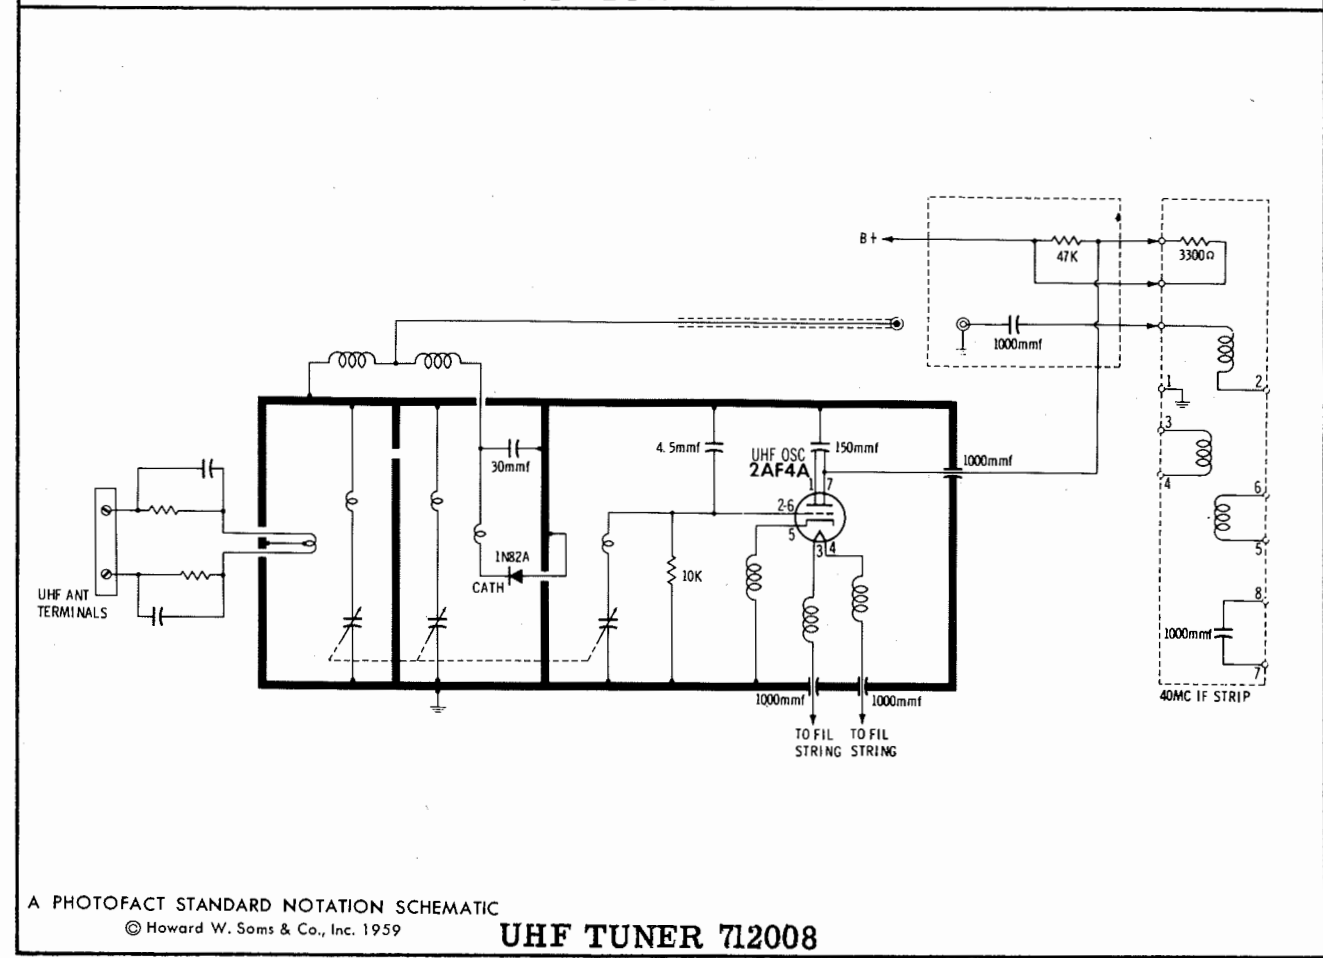 B+
47K
3300Ω
1000mmf
1
2
3
4
6
5
8
1000mmf
7
40MC IF STRIP
30mmf
4.5mmf
UHF OSC
2AF4A
150mmf
1000mmf
1
7
2-6
5
3
4
1N82A
CATH
10K
UHF ANT
TERMINALS
1000mmf
1000mmf
TO FIL
STRING
TO FIL
STRING
A PHOTOFACT STANDARD NOTATION SCHEMATIC
© Howard W. Soms & Co., Inc. 1959
UHF TUNER 712008